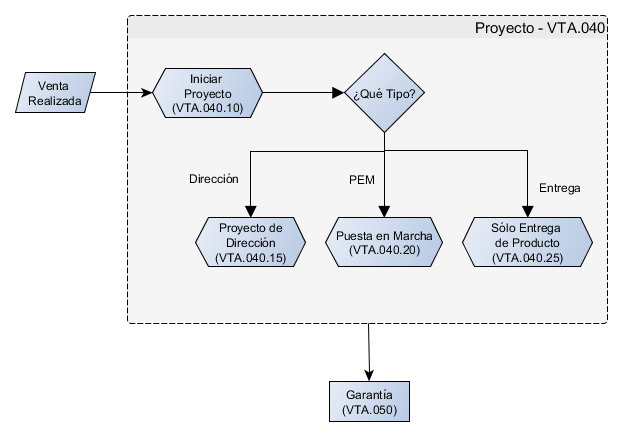 Proyecto - VTA.040
Venta
Realizada
Iniciar
Proyecto
(VTA.040.10)
¿Qué Tipo?
Dirección
PEM
Entrega
Proyecto de
Dirección
(VTA.040.15)
Puesta en Marcha
(VTA.040.20)
Sólo Entrega
de Producto
(VTA.040.25)
Garantía
(VTA.050)